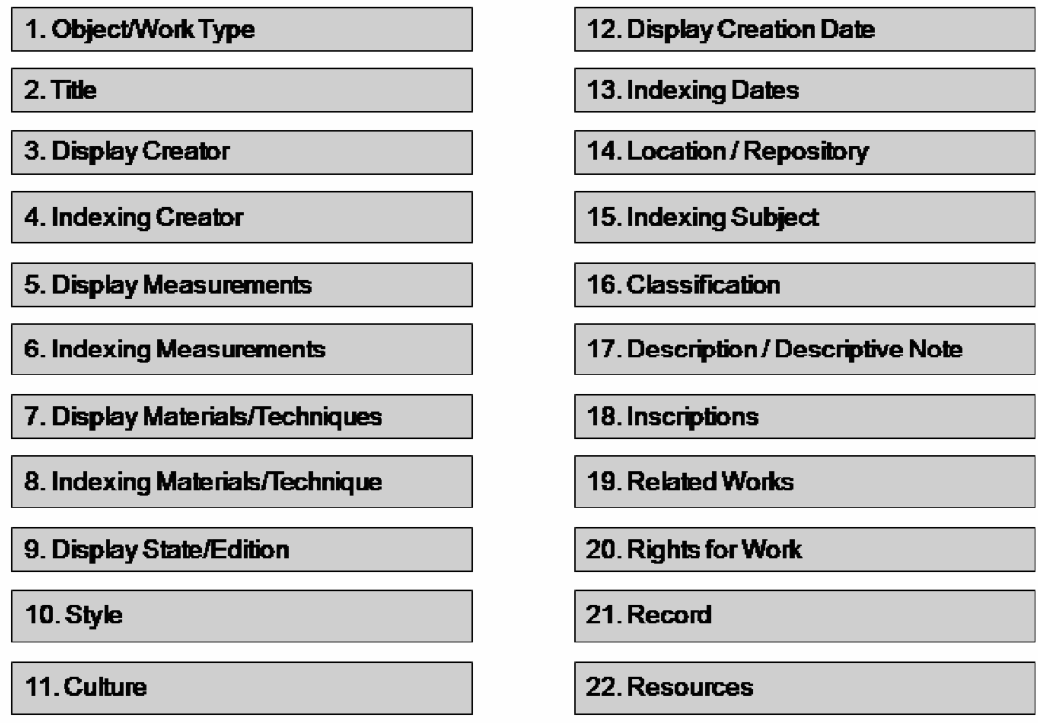 1. Object/Work Type
2. Title
3. Display Creator
4. Indexing Creator
5. Display Measurements
6. Indexing Measurements
7. Display Materials/Techniques
8. Indexing Materials/Technique
9. Display State/Edition
10. Style
11. Culture
12. Display Creation Date
13. Indexing Dates
14. Location / Repository
15. Indexing Subject
16. Classification
17. Description / Descriptive Note
18. Inscriptions
19. Related Works
20. Rights for Work
21. Record
22. Resources